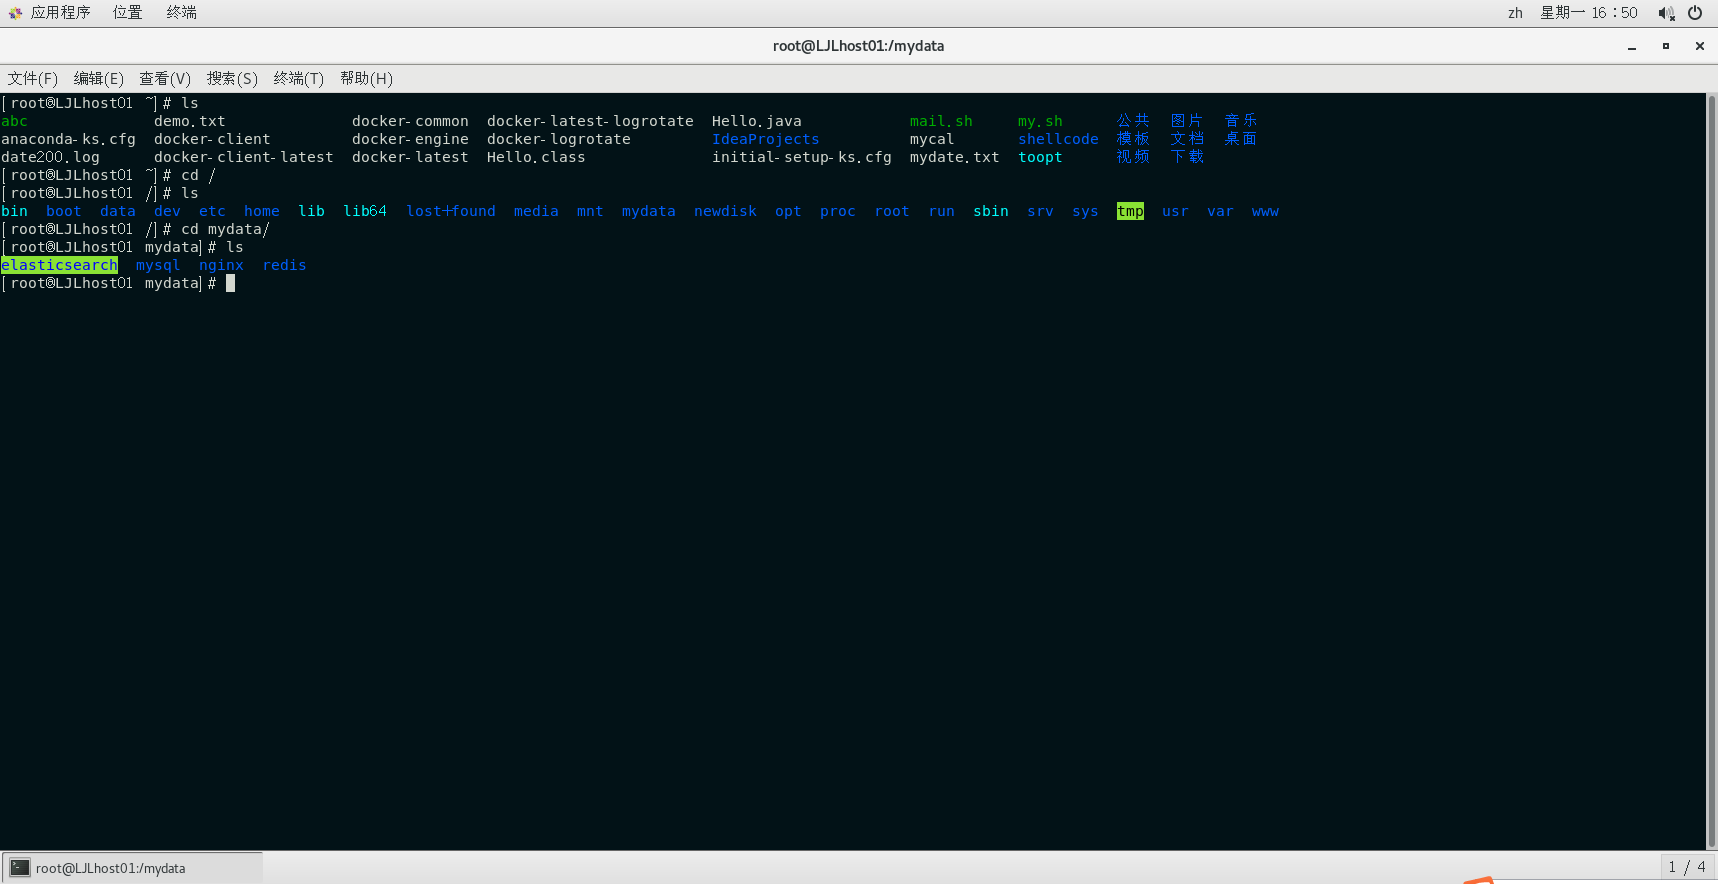 应用程序 位置 终端 zh 星期一 16：50
root@LJLhost01:/mydata
文件(F) 编辑(E) 查看(V) 搜索(S) 终端(T) 帮助(H)
[root@LJLhost01 ~]# ls
abc demo.txt docker-common docker-latest-logrotate Hello.java mail.sh my.sh 公共 图片 音乐
anaconda-ks.cfg docker-client docker-engine docker-logrotate IdeaProjects mycal shellcode 模板 文档 桌面
date200.log docker-client-latest docker-latest Hello.class initial-setup-ks.cfg mydate.txt toopt 视频 下载
[root@LJLhost01 ~]# cd /
[root@LJLhost01 /]# ls
bin boot data dev etc home lib lib64 lost+found media mnt mydata newdisk opt proc root run sbin srv sys tmp usr var www
[root@LJLhost01 /]# cd mydata/
[root@LJLhost01 mydata]# ls
elasticsearch mysql nginx redis
[root@LJLhost01 mydata]#
root@LJLhost01:/mydata 1 / 4